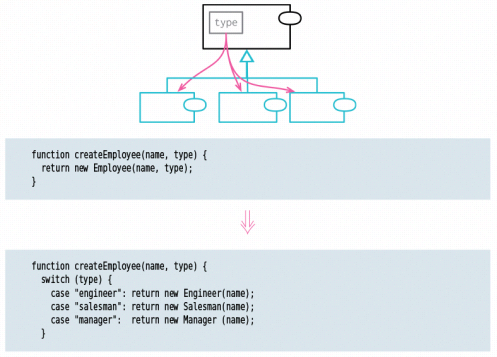 type
function createEmployee(name, type) {
  return new Employee(name, type);
}
function createEmployee(name, type) {
  switch (type) {
    case "engineer": return new Engineer(name);
    case "salesman": return new Salesman(name);
    case "manager":  return new Manager (name);
  }